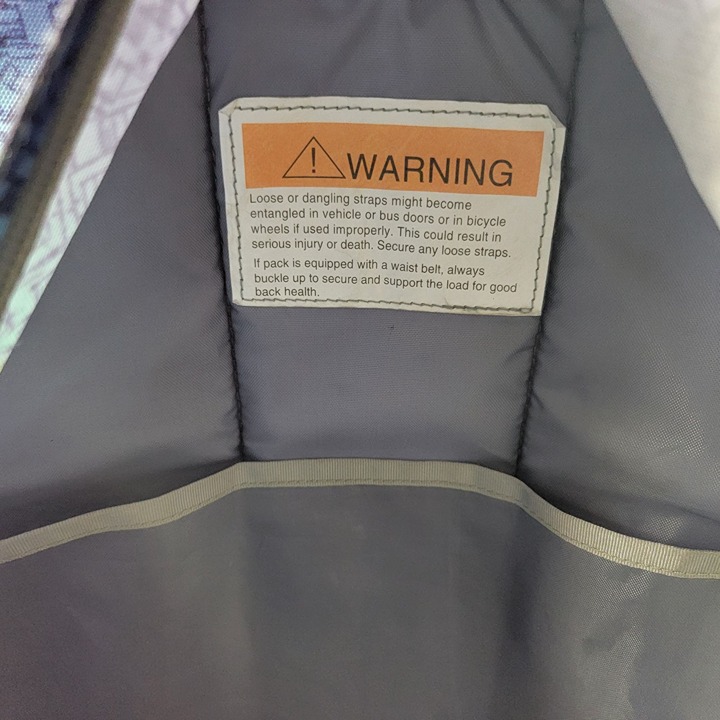 WARNING
Loose or dangling straps might become
entangled in vehicle or bus doors or in bicycle
wheels if used improperly. This could result in
serious injury or death. Secure any loose straps.
If pack is equipped with a waist belt, always
buckle up to secure and support the load for good
back health.